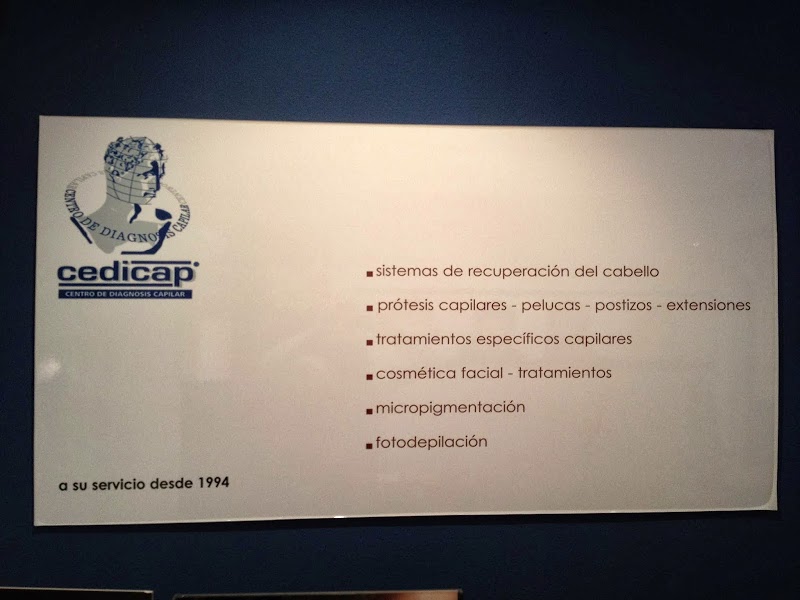 CENTRO DE DIAGNOSIS CAPILAR
cedicap
CENTRO DE DIAGNOSIS CAPILAR
sistemas de recuperación del cabello
prótesis capilares - pelucas - postizos - extensiones
tratamientos específicos capilares
cosmética facial - tratamientos
micropigmentación
fotodepilación
a su servicio desde 1994